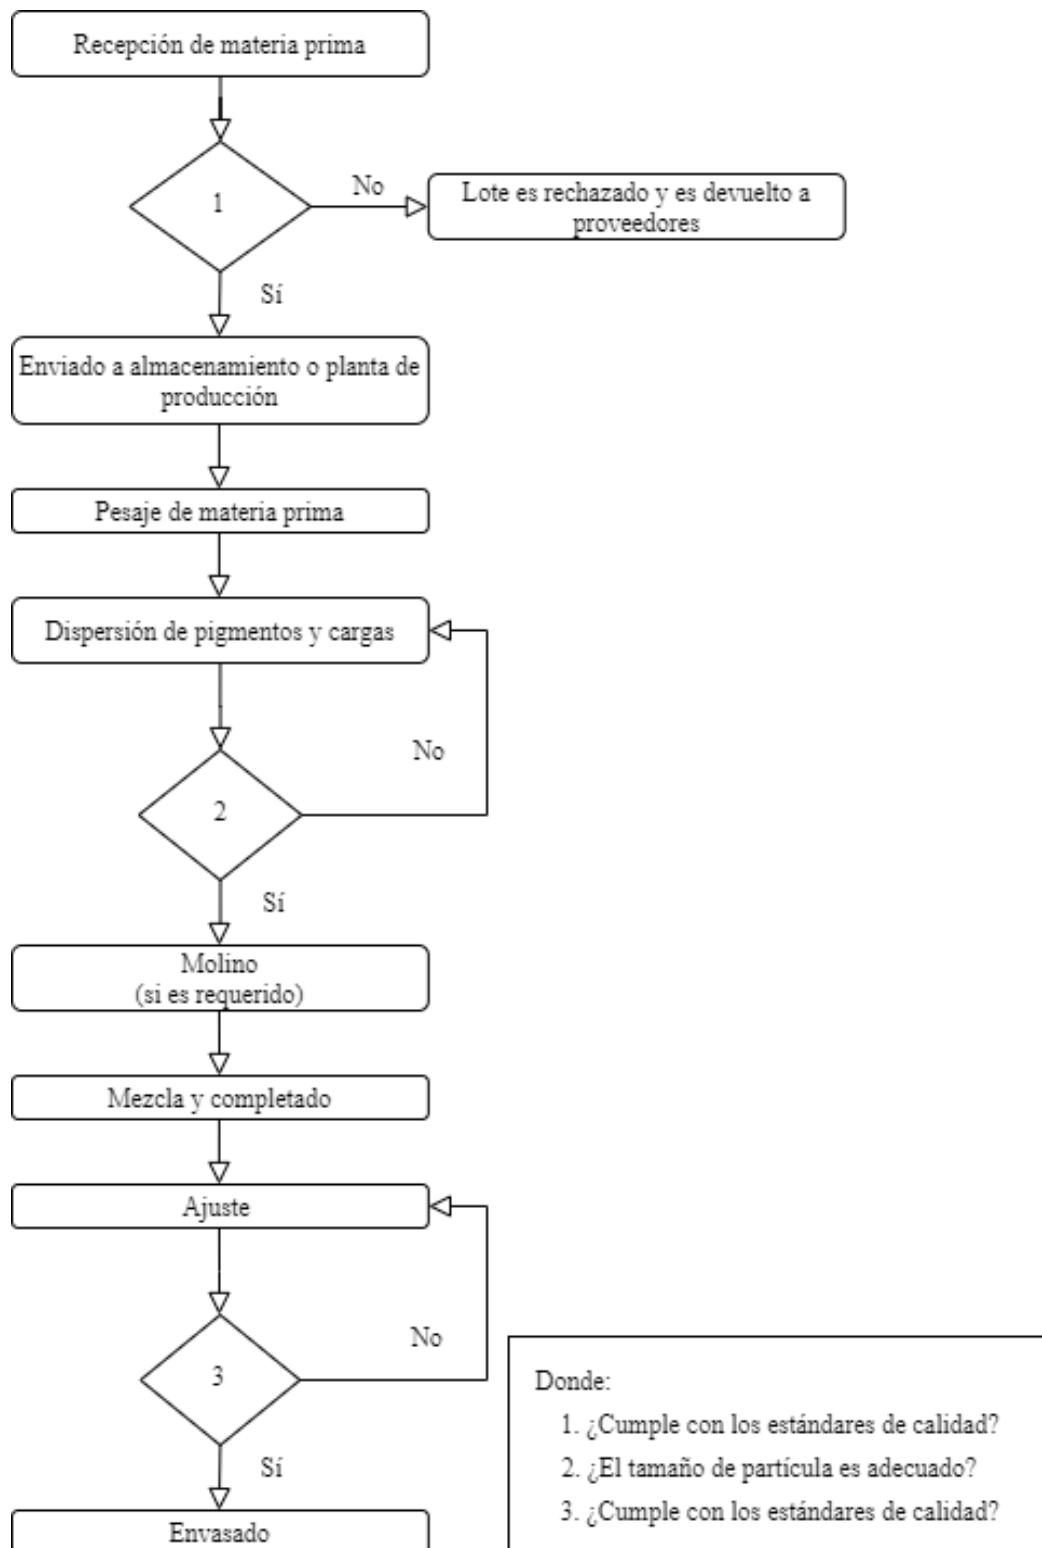 Recepción de materia prima
1
No
Lote es rechazado y es devuelto a
proveedores
Sí
Enviado a almacenamiento o planta de
producción
Pesaje de materia prima
Dispersión de pigmentos y cargas
No
2
Sí
Molino
(si es requerido)
Mezcla y completado
Ajuste
No
3
Sí
Envasado
Donde:
1. ¿Cumple con los estándares de calidad?
2. ¿El tamaño de partícula es adecuado?
3. ¿Cumple con los estándares de calidad?